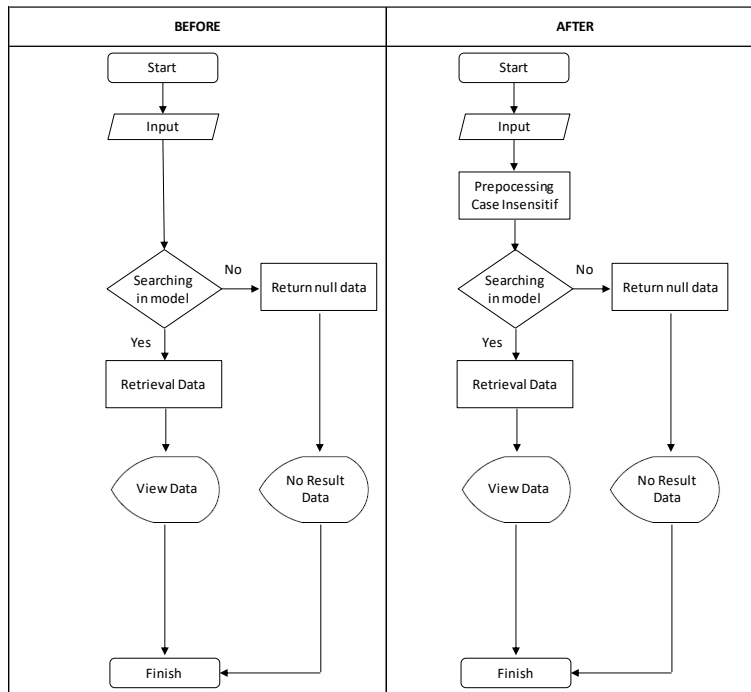 BEFORE
Start
Input
Searching
in model
No
Return null data
Yes
Retrieval Data
View Data
No Result
Data
Finish
AFTER
Start
Input
Prepocessing
Case Insensitif
Searching
in model
No
Return null data
Yes
Retrieval Data
View Data
No Result
Data
Finish